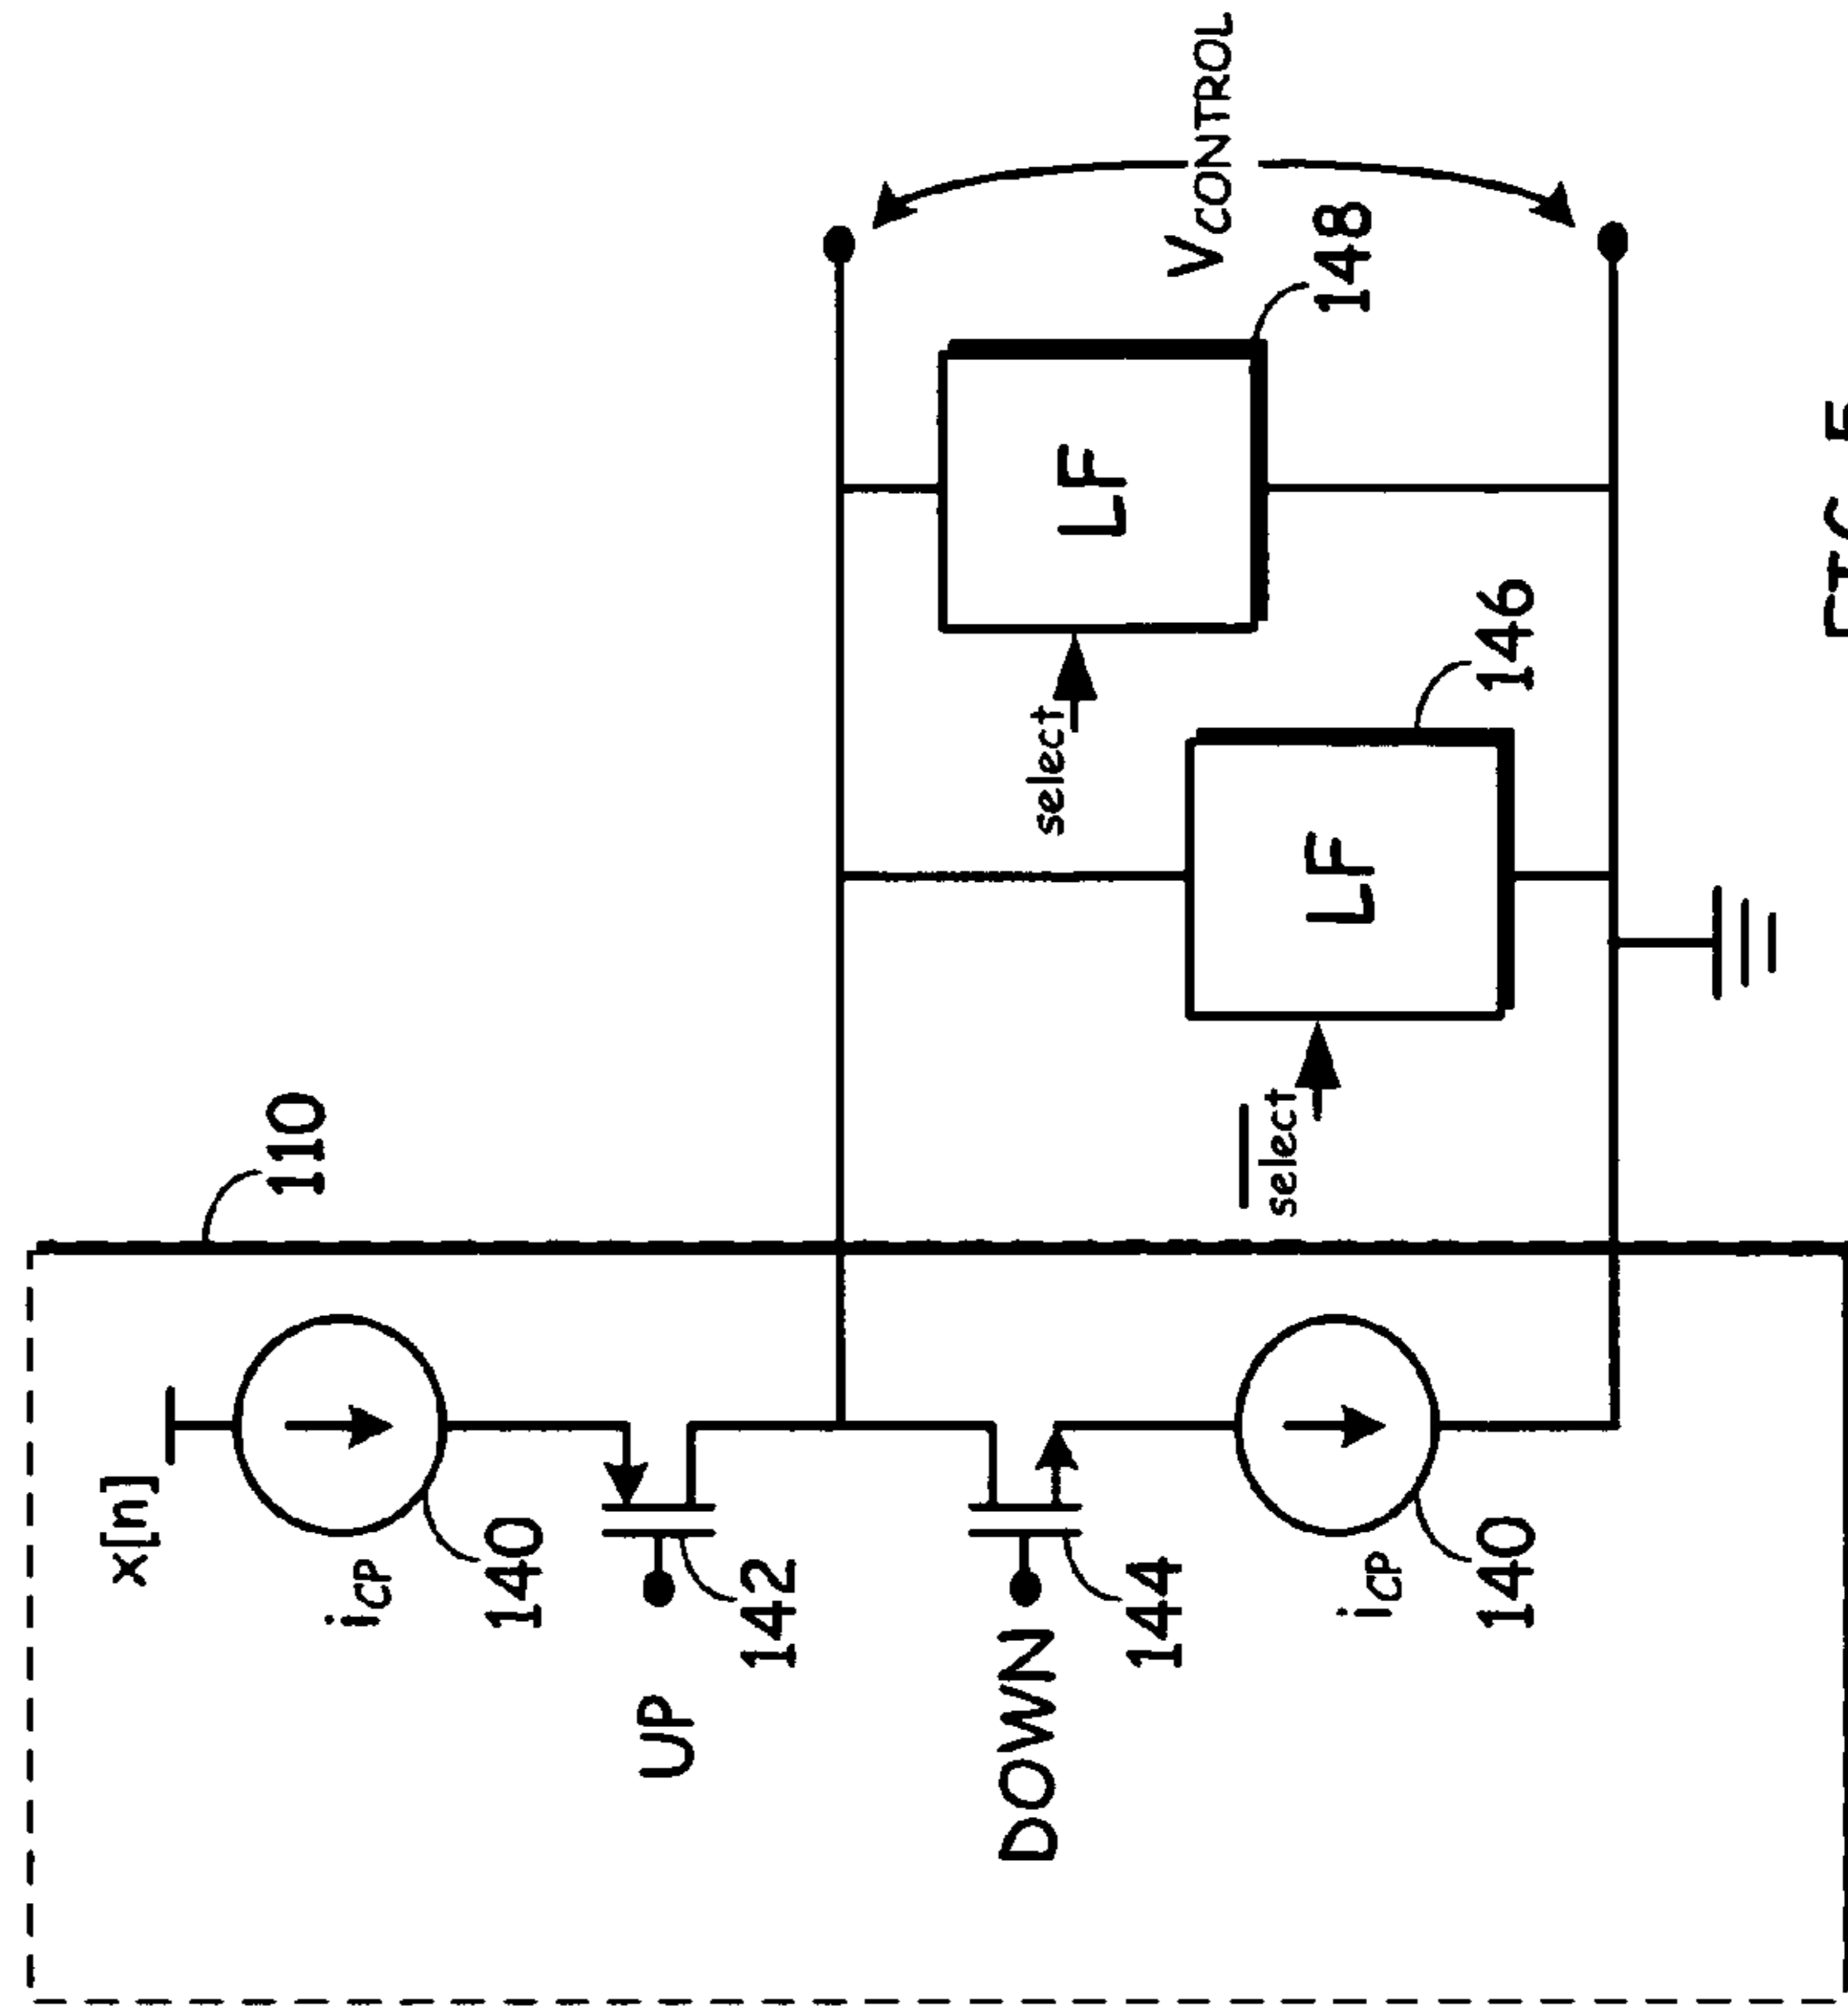 110
x[n]
iCP
140
UP
142
DOWN
144
iCP
140
select
146
LF
select
148
LF
VCONTROL